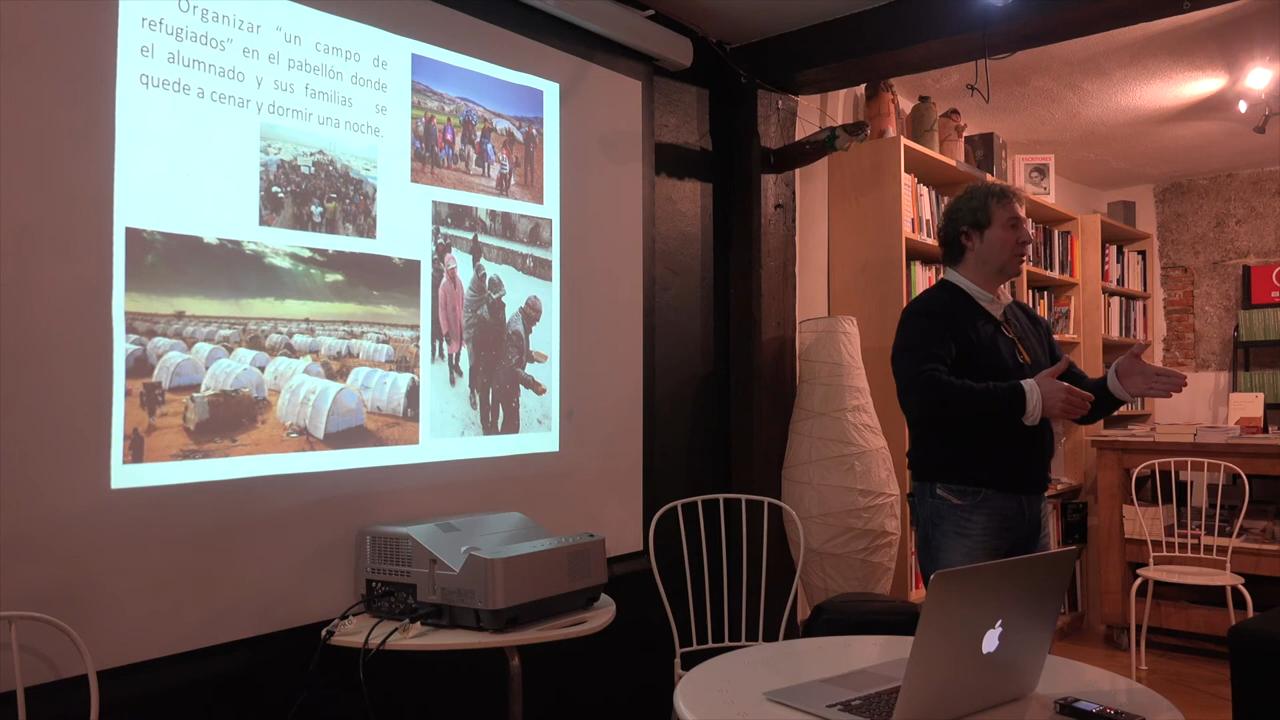 Organizar “un campo de
refugiados” en el pabellón donde
el alumnado y sus familias se
quede a cenar y dormir una noche.
ESCRITORES